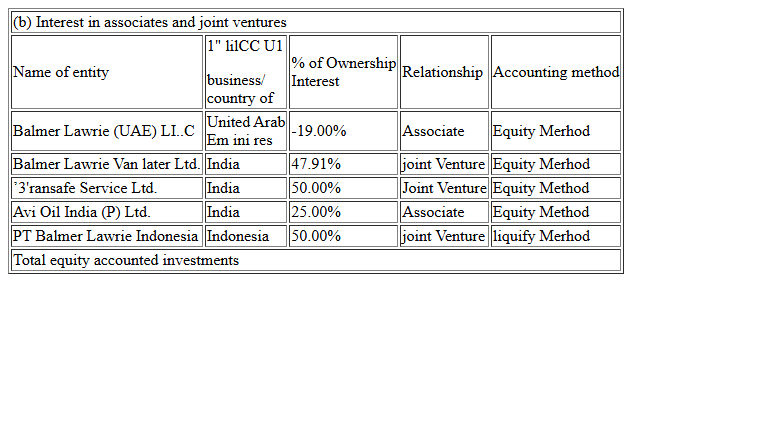 (b) Interest in associates and joint ventures
Name of entity 1" lilCC U1 business/ country of % of Ownership Interest Relationship Accounting method
Balmer Lawrie (UAE) LI..C United Arab Em ini res -19.00% Associate Equity Merhod
Balmer Lawrie Van later Ltd. India 47.91% joint Venture Equity Merhod
’3'ransafe Service Ltd. India 50.00% Joint Venture Equity Method
Avi Oil India (P) Ltd. India 25.00% Associate Equity Method
PT Balmer Lawrie Indonesia Indonesia 50.00% joint Venture liquify Merhod
Total equity accounted investments